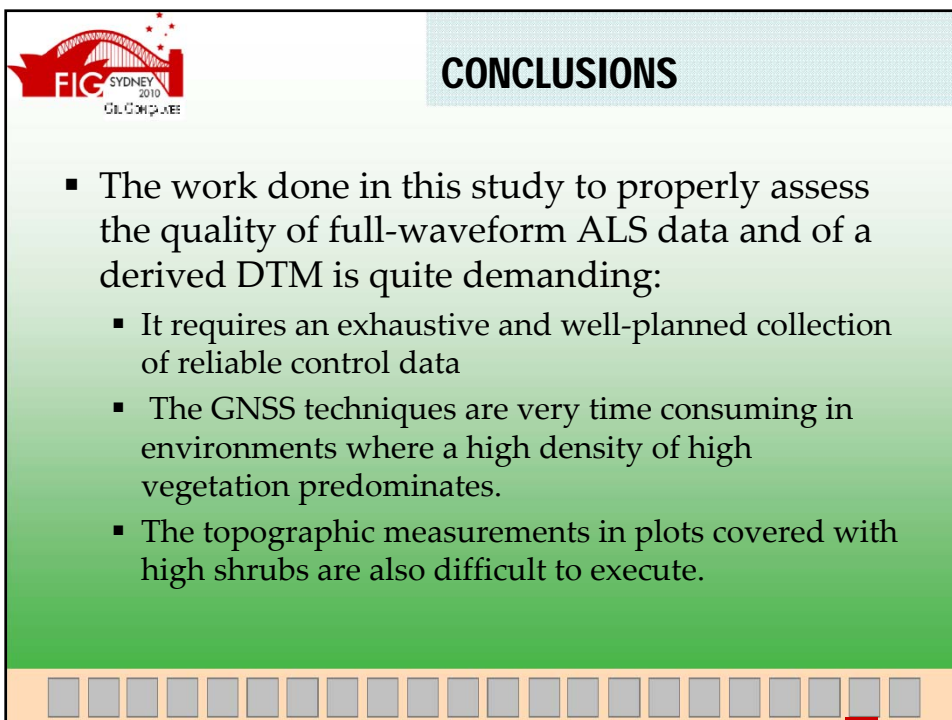 FIG SYDNEY
2010
GIL GONÇALVES
CONCLUSIONS
▪ The work done in this study to properly assess
the quality of full-waveform ALS data and of a
derived DTM is quite demanding:
▪ It requires an exhaustive and well-planned collection
of reliable control data
▪ The GNSS techniques are very time consuming in
environments where a high density of high
vegetation predominates.
▪ The topographic measurements in plots covered with
high shrubs are also difficult to execute.